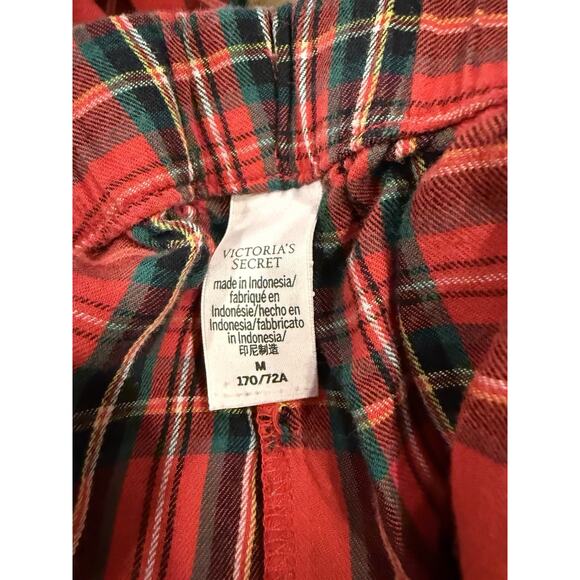 VICTORIA'S
SECRET
made in Indonesia/
fabriqué en
Indonésie/hecho en
Indonesia/fabbricato
in Indonesia/
印尼制造
M
170/72A